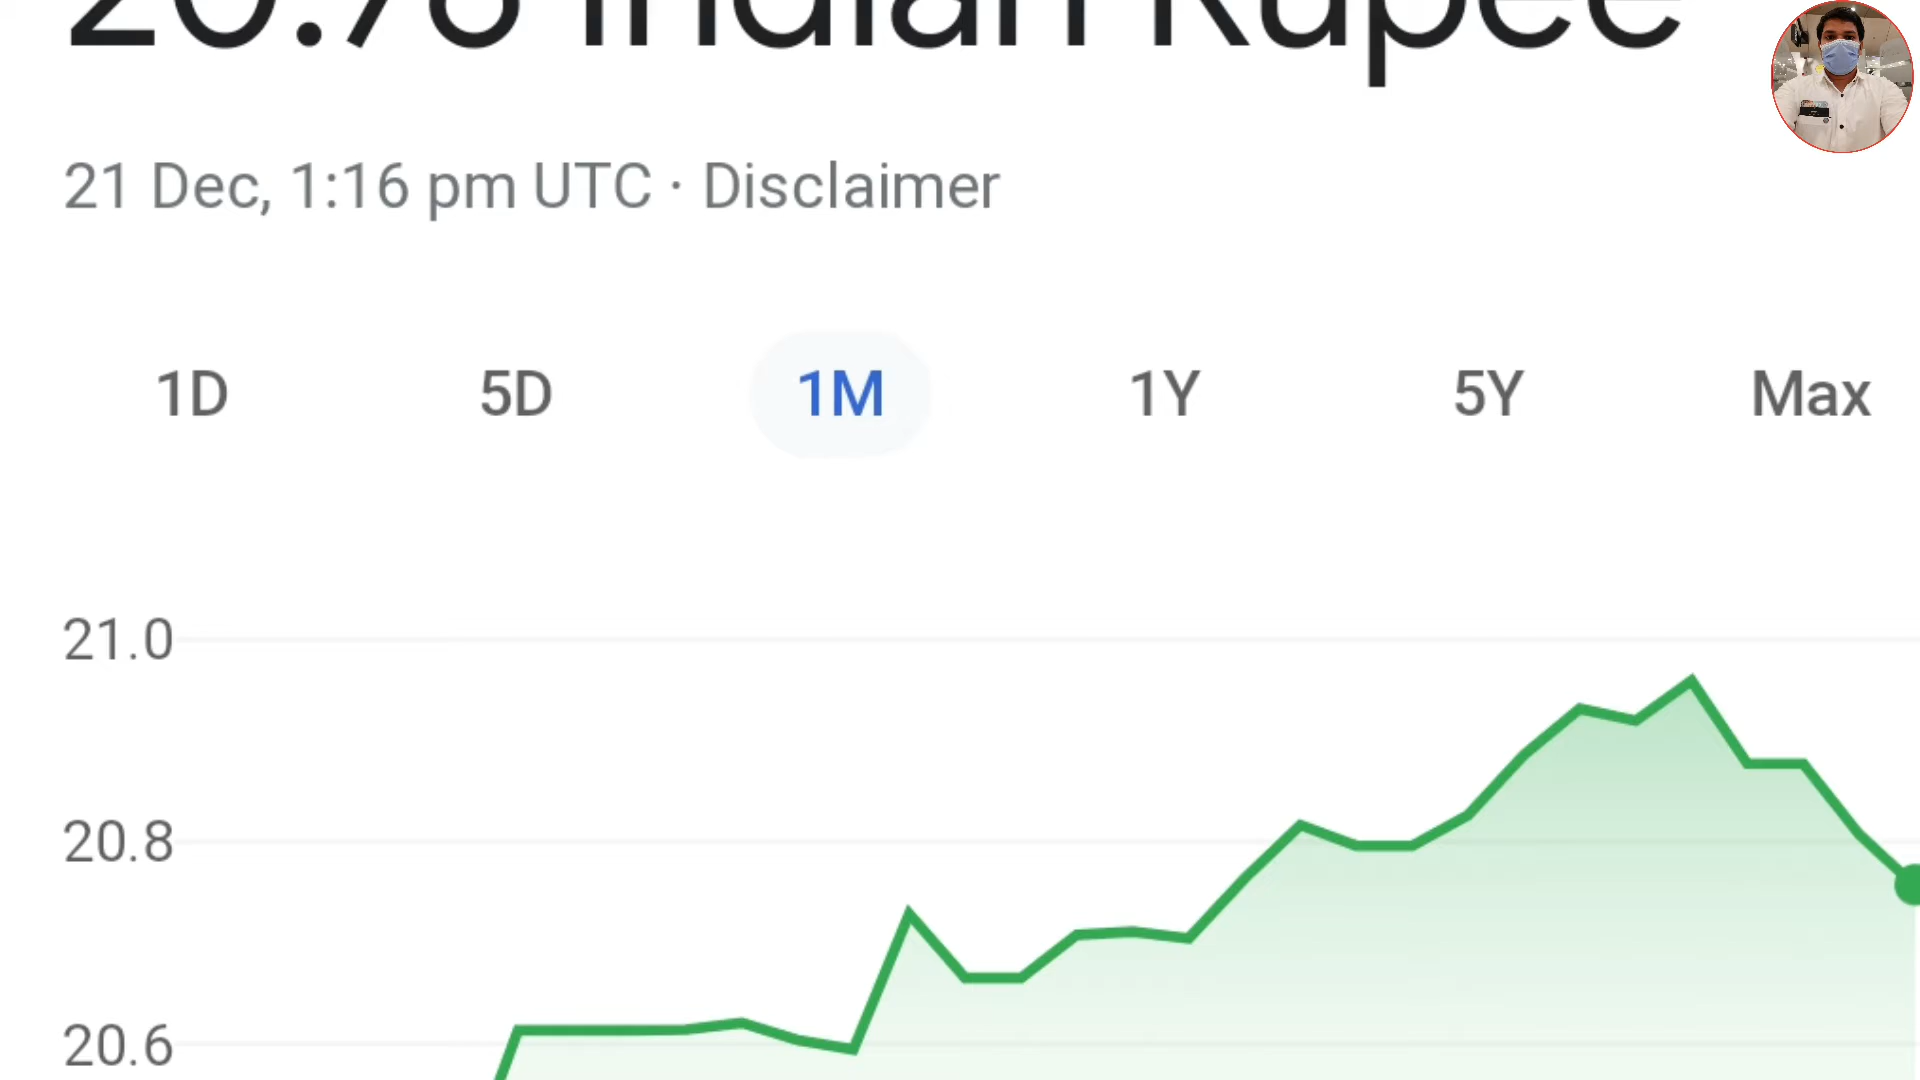 Indian Rupee
21 Dec, 1:16 pm UTC · Disclaimer
1D 5D 1M 1Y 5Y Max
21.0
20.8
20.6